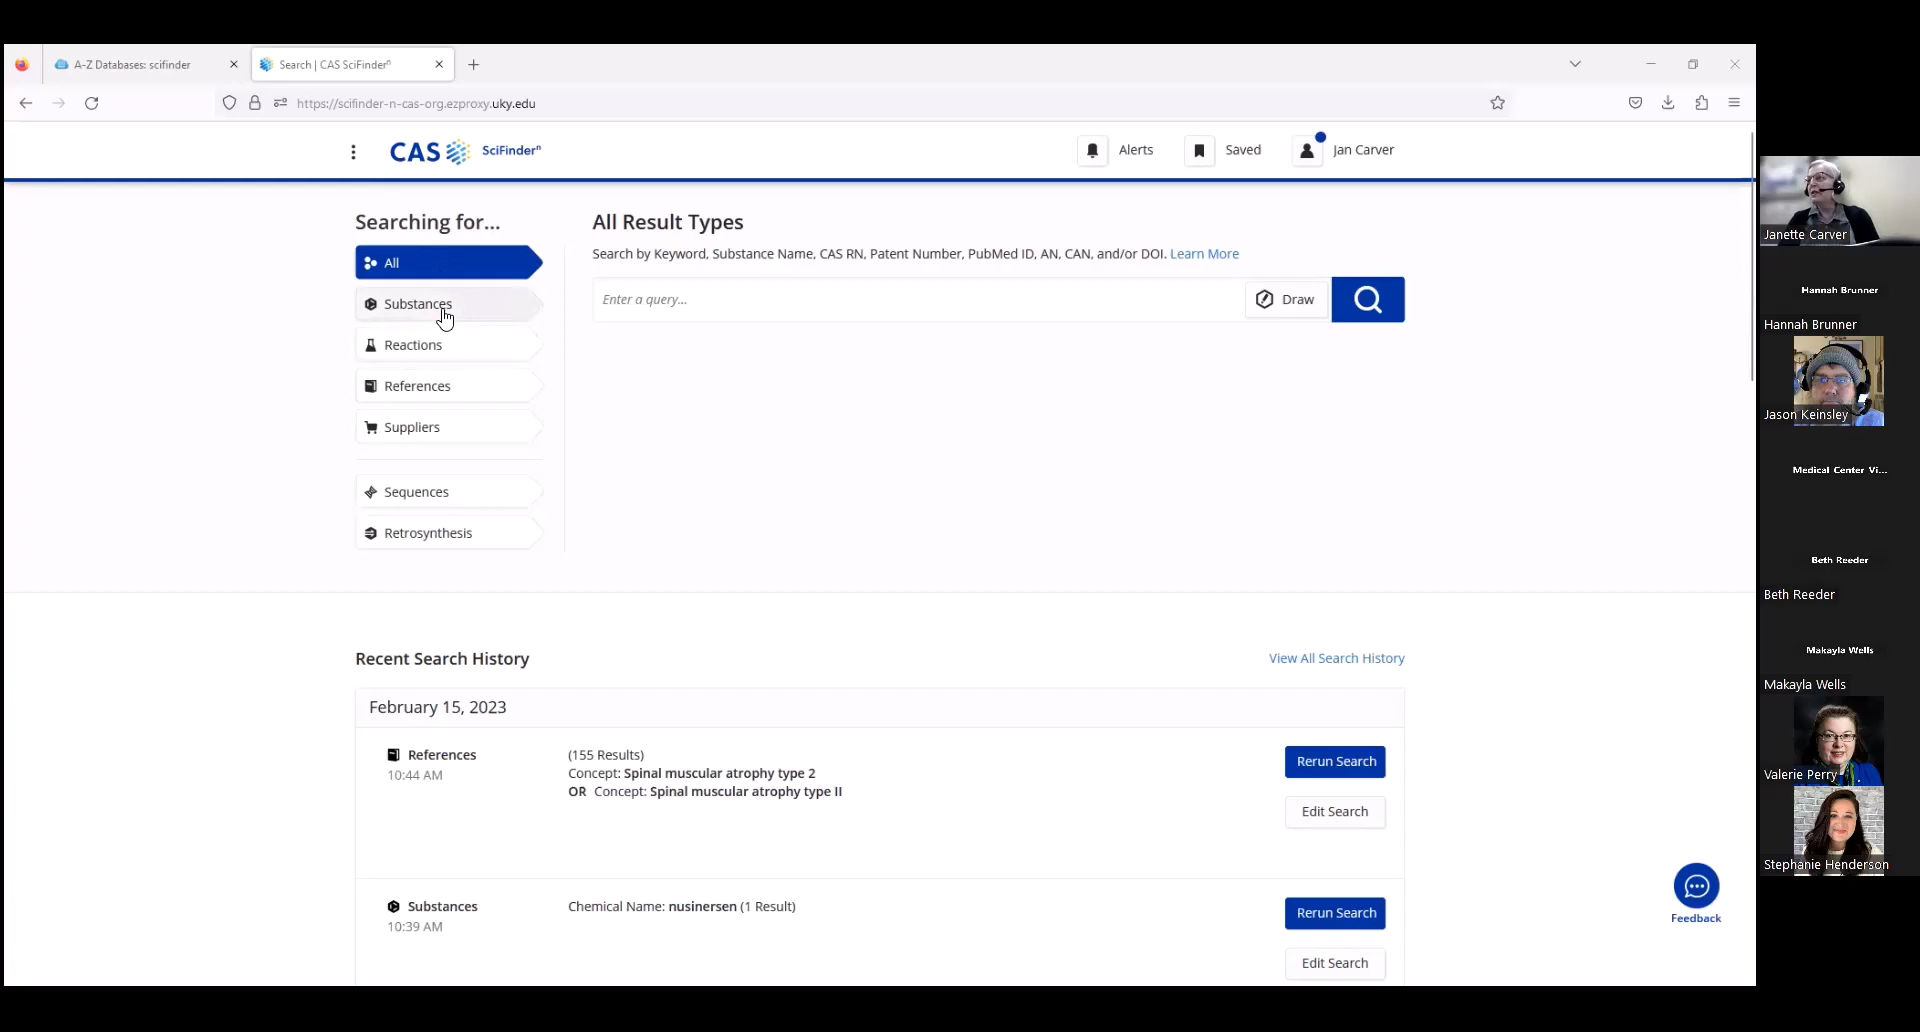 A-Z Databases: scifinder
Search | CAS SciFinderⁿ
https://scifinder-n-cas-org.ezproxy.uky.edu
CAS SciFinderⁿ
Alerts
Saved
Jan Carver
Searching for...
All
Substances
Reactions
References
Suppliers
Sequences
Retrosynthesis
All Result Types
Search by Keyword, Substance Name, CAS RN, Patent Number, PubMed ID, AN, CAN, and/or DOI. Learn More
Enter a query...
Draw
Recent Search History
View All Search History
February 15, 2023
References
10:44 AM
(155 Results)
Concept: Spinal muscular atrophy type 2
OR Concept: Spinal muscular atrophy type II
Rerun Search
Edit Search
Substances
10:39 AM
Chemical Name: nusinersen (1 Result)
Rerun Search
Edit Search
Feedback
Janette Carver
Hannah Brunner
Hannah Brunner
Jason Keinsley
Medical Center Vi...
Beth Reeder
Beth Reeder
Makayla Wells
Makayla Wells
Valerie Perry
Stephanie Henderson